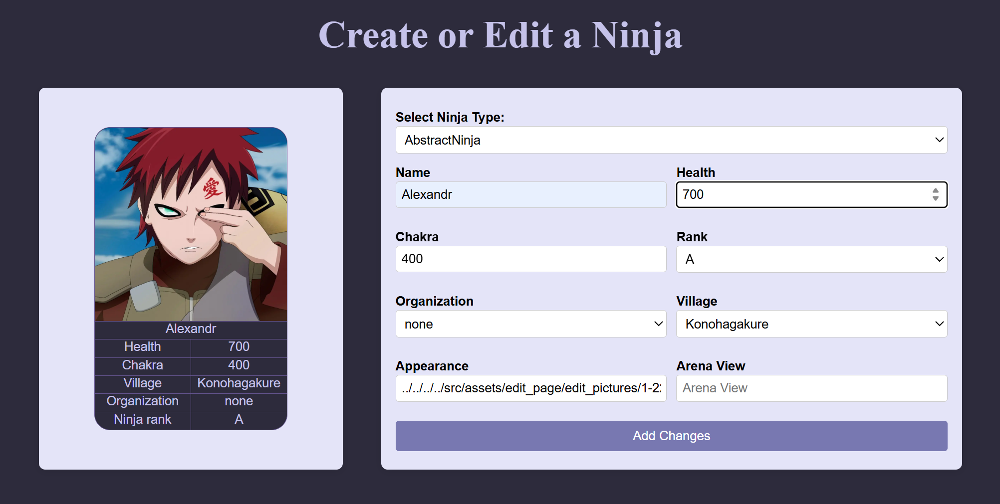 Create or Edit a Ninja
愛
Alexandr
Health 700
Chakra 400
Village Konohagakure
Organization none
Ninja rank A
Select Ninja Type:
AbstractNinja
Name Health
Alexandr 700
Chakra Rank
400 A
Organization Village
none Konohagakure
Appearance Arena View
../../../../src/assets/edit_page/edit_pictures/1-2 Arena View
Add Changes